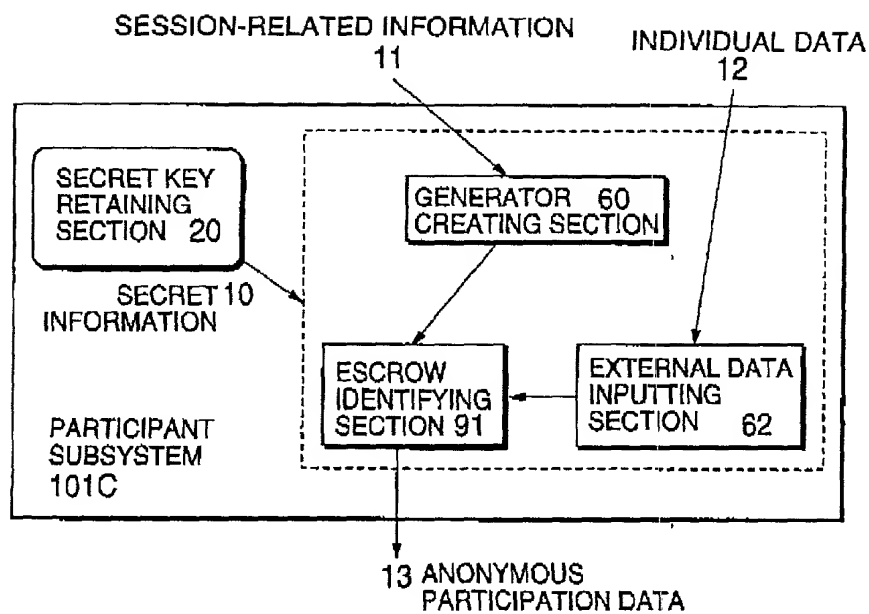 SESSION-RELATED INFORMATION
11
INDIVIDUAL DATA
12
SECRET KEY
RETAINING
SECTION 20
GENERATOR 60
CREATING SECTION
SECRET 10
INFORMATION
ESCROW
IDENTIFYING
SECTION 91
EXTERNAL DATA
INPUTTING
SECTION 62
PARTICIPANT
SUBSYSTEM
101C
13 ANONYMOUS
PARTICIPATION DATA